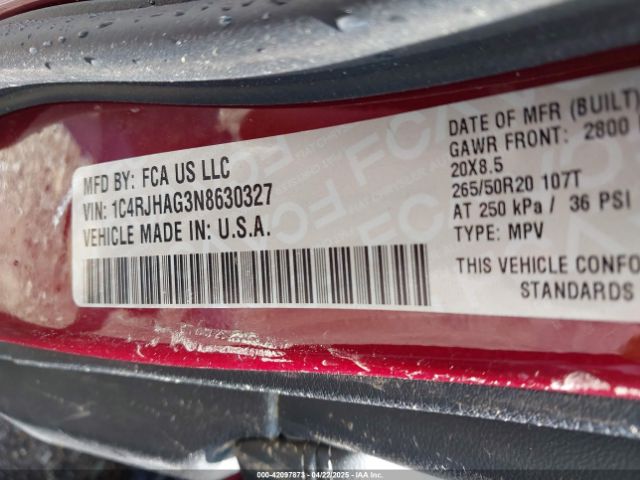 MFD BY: FCA US LLC
VIN: 1C4RJHAG3N8630327
VEHICLE MADE IN: U.S.A.
DATE OF MFR (BUILT)
GAWR FRONT: 2800
20X8.5
265/50R20 107T
AT 250 kPa / 36 PSI
TYPE: MPV
THIS VEHICLE CONFO
STANDARDS
000-42097873 - 04/22/2025 - IAAI.COM